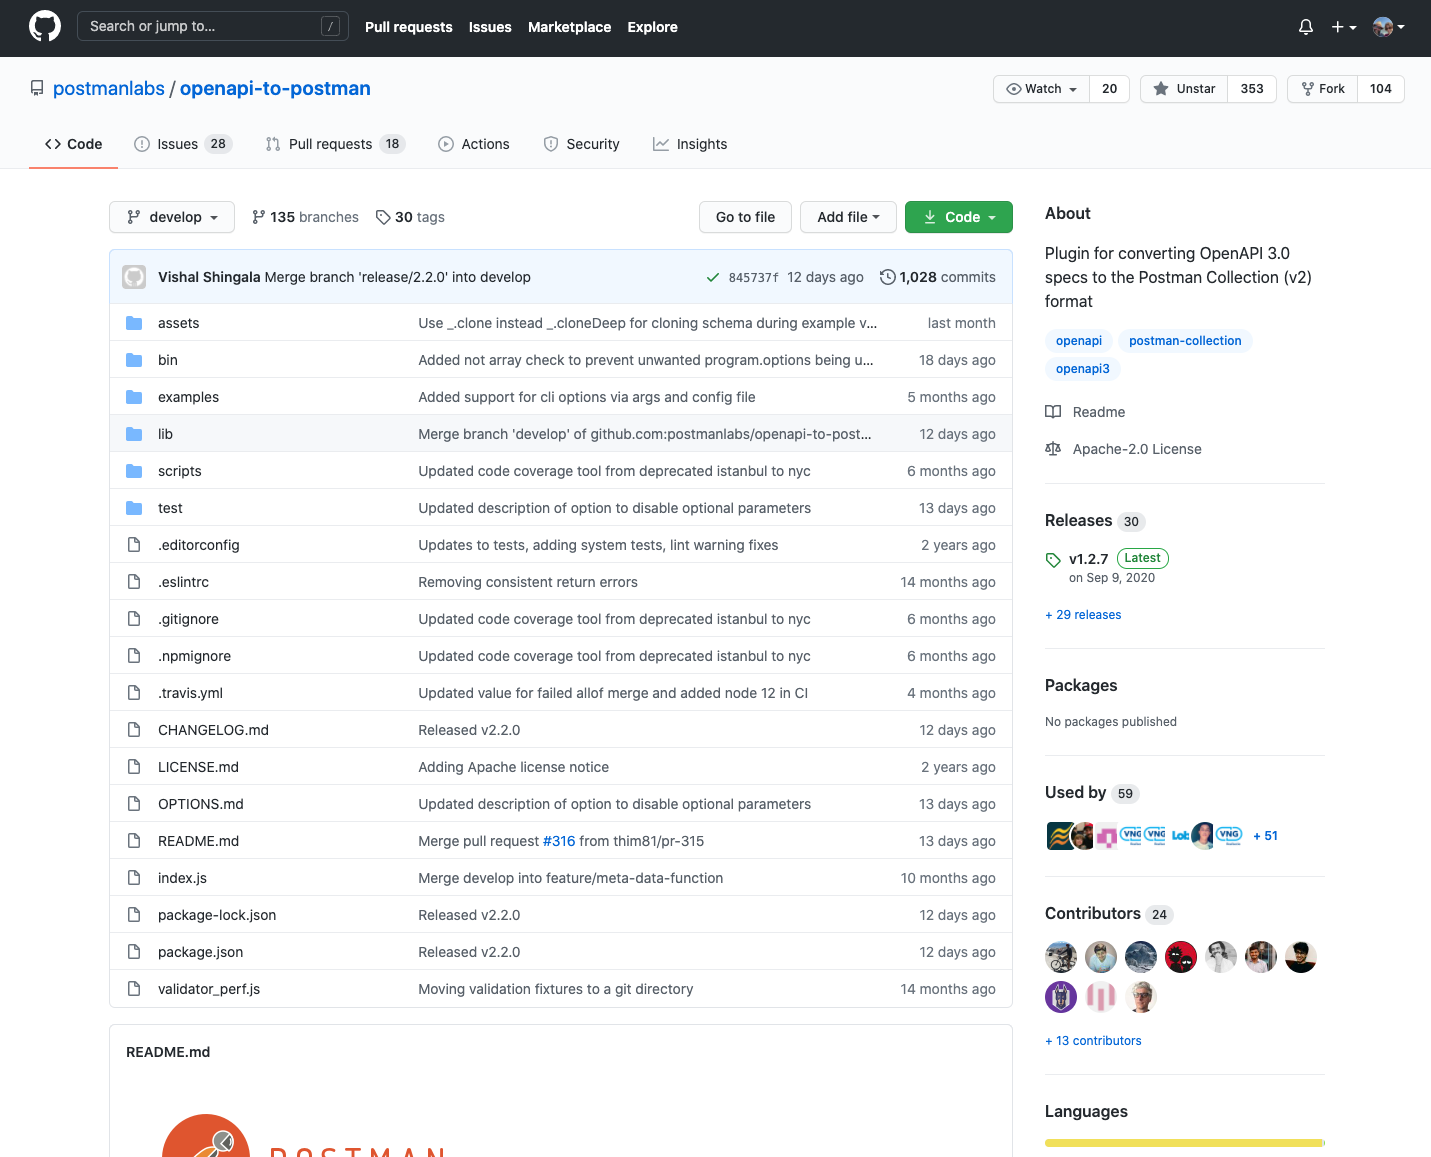 Search or jump to... /
Pull requests Issues Marketplace Explore
postmanlabs / openapi-to-postman
Watch 20 Unstar 353 Fork 104
Code Issues 28 Pull requests 18 Actions Security Insights
develop 135 branches 30 tags Go to file Add file Code
Vishal Shingala Merge branch 'release/2.2.0' into develop 845737f 12 days ago 1,028 commits
assets Use _.clone instead _.cloneDeep for cloning schema during example v... last month
bin Added not array check to prevent unwanted program.options being u... 18 days ago
examples Added support for cli options via args and config file 5 months ago
lib Merge branch 'develop' of github.com:postmanlabs/openapi-to-post... 12 days ago
scripts Updated code coverage tool from deprecated istanbul to nyc 6 months ago
test Updated description of option to disable optional parameters 13 days ago
.editorconfig Updates to tests, adding system tests, lint warning fixes 2 years ago
.eslintrc Removing consistent return errors 14 months ago
.gitignore Updated code coverage tool from deprecated istanbul to nyc 6 months ago
.npmignore Updated code coverage tool from deprecated istanbul to nyc 6 months ago
.travis.yml Updated value for failed allof merge and added node 12 in CI 4 months ago
CHANGELOG.md Released v2.2.0 12 days ago
LICENSE.md Adding Apache license notice 2 years ago
OPTIONS.md Updated description of option to disable optional parameters 13 days ago
README.md Merge pull request #316 from thim81/pr-315 13 days ago
index.js Merge develop into feature/meta-data-function 10 months ago
package-lock.json Released v2.2.0 12 days ago
package.json Released v2.2.0 12 days ago
validator_perf.js Moving validation fixtures to a git directory 14 months ago
README.md
POSTMAN
About
Plugin for converting OpenAPI 3.0
specs to the Postman Collection (v2)
format
openapi postman-collection
openapi3
Readme
Apache-2.0 License
Releases 30
v1.2.7 Latest
on Sep 9, 2020
+ 29 releases
Packages
No packages published
Used by 59
VNG VNG Lot VNG + 51
Contributors 24
+ 13 contributors
Languages